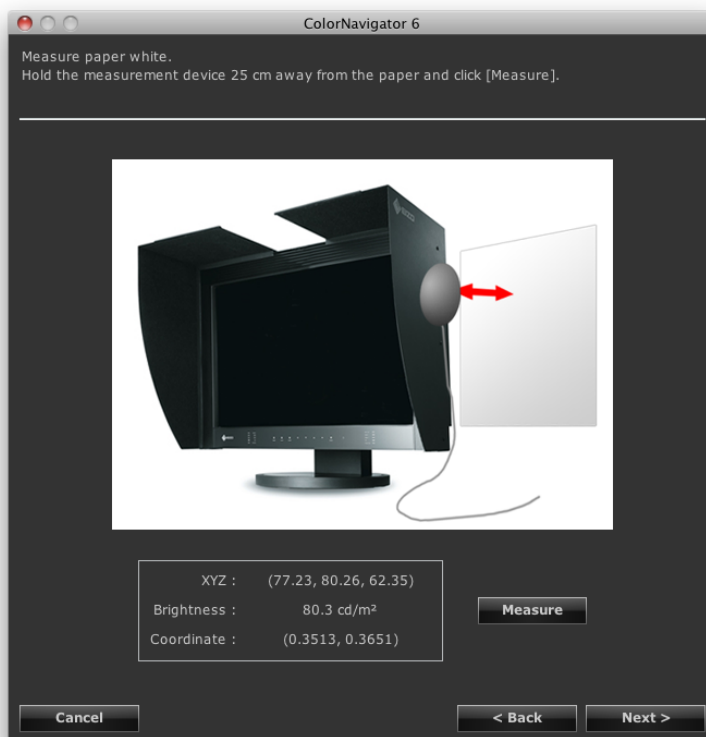 ColorNavigator 6
Measure paper white.
Hold the measurement device 25 cm away from the paper and click [Measure].
EIZO
XYZ : (77.23, 80.26, 62.35)
Brightness : 80.3 cd/m²
Measure
Coordinate : (0.3513, 0.3651)
Cancel
< Back
Next >